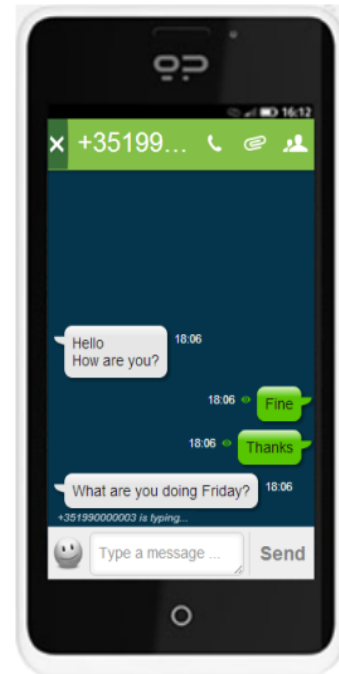 16:12
× +35199...
Hello
How are you?
18:06
18:06
Fine
18:06
Thanks
What are you doing Friday?
18:06
+351990000003 is typing...
Type a message ...
Send